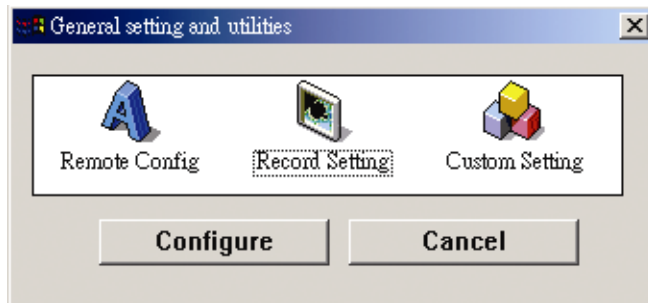 General setting and utilities
Remote Config Record Setting Custom Setting
Configure Cancel